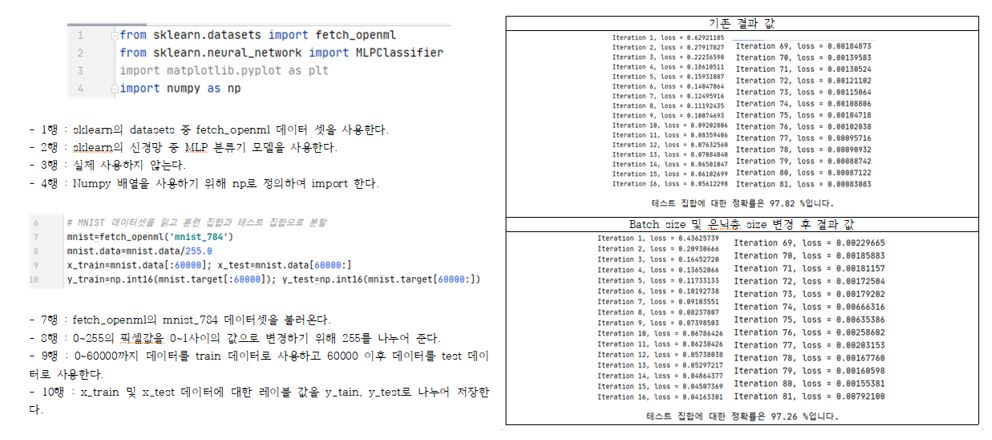 1 from sklearn.datasets import fetch_openml
2 from sklearn.neural_network import MLPClassifier
3 import matplotlib.pyplot as plt
4 import numpy as np
- 1행 : sklearn의 datasets 중 fetch_openml 데이터 셋을 사용한다.
- 2행 : sklearn의 신경망 중 MLP 분류기 모델을 사용한다.
- 3행 : 실제 사용하지 않는다.
- 4행 : Numpy 배열을 사용하기 위해 np로 정의하여 import 한다.
6 # MNIST 데이터셋을 읽고 훈련 집합과 테스트 집합으로 분할
7 mnist=fetch_openml('mnist_784')
8 mnist.data=mnist.data/255.0
9 x_train=mnist.data[:60000]; x_test=mnist.data[60000:]
10 y_train=np.int16(mnist.target[:60000]); y_test=np.int16(mnist.target[60000:])
- 7행 : fetch_openml의 mnist_784 데이터셋을 불러온다.
- 8행 : 0~255의 픽셀값을 0~1사이의 값으로 변경하기 위해 255를 나누어 준다.
- 9행 : 0~60000까지 데이터를 train 데이터로 사용하고 60000 이후 데이터를 test 데이
터로 사용한다.
- 10행 : x_train 및 x_test 데이터에 대한 레이블 값을 y_tain, y_test로 나누어 저장한
다.
기존 결과 값
Iteration 1, loss = 0.62921185
Iteration 2, loss = 0.27917827
Iteration 3, loss = 0.22236590
Iteration 4, loss = 0.18610511
Iteration 5, loss = 0.15931087
Iteration 6, loss = 0.14047064
Iteration 7, loss = 0.12495916
Iteration 8, loss = 0.11192435
Iteration 9, loss = 0.10074693
Iteration 10, loss = 0.09202806
Iteration 11, loss = 0.08359406
Iteration 12, loss = 0.07632560
Iteration 13, loss = 0.07084040
Iteration 14, loss = 0.06501047
Iteration 15, loss = 0.06102699
Iteration 16, loss = 0.05612298
Iteration 69, loss = 0.00184873
Iteration 70, loss = 0.00139583
Iteration 71, loss = 0.00130524
Iteration 72, loss = 0.00121102
Iteration 73, loss = 0.00115064
Iteration 74, loss = 0.00108806
Iteration 75, loss = 0.00104718
Iteration 76, loss = 0.00102038
Iteration 77, loss = 0.00095716
Iteration 78, loss = 0.00090932
Iteration 79, loss = 0.00088742
Iteration 80, loss = 0.00087122
Iteration 81, loss = 0.00083083
테스트 집합에 대한 정확률은 97.82 %입니다.
Batch size 및 은닉층 size 변경 후 결과 값
Iteration 1, loss = 0.43625739
Iteration 2, loss = 0.20930666
Iteration 3, loss = 0.16452720
Iteration 4, loss = 0.13652066
Iteration 5, loss = 0.11733133
Iteration 6, loss = 0.10192738
Iteration 7, loss = 0.09103551
Iteration 8, loss = 0.08237807
Iteration 9, loss = 0.07398503
Iteration 10, loss = 0.06786426
Iteration 11, loss = 0.06230426
Iteration 12, loss = 0.05738038
Iteration 13, loss = 0.05297217
Iteration 14, loss = 0.04864377
Iteration 15, loss = 0.04507369
Iteration 16, loss = 0.04163301
Iteration 69, loss = 0.00229665
Iteration 70, loss = 0.00185883
Iteration 71, loss = 0.00181157
Iteration 72, loss = 0.00172504
Iteration 73, loss = 0.00179202
Iteration 74, loss = 0.00666316
Iteration 75, loss = 0.00635386
Iteration 76, loss = 0.00258602
Iteration 77, loss = 0.00203153
Iteration 78, loss = 0.00167760
Iteration 79, loss = 0.00160598
Iteration 80, loss = 0.00155381
Iteration 81, loss = 0.00792100
테스트 집합에 대한 정확률은 97.26 %입니다.